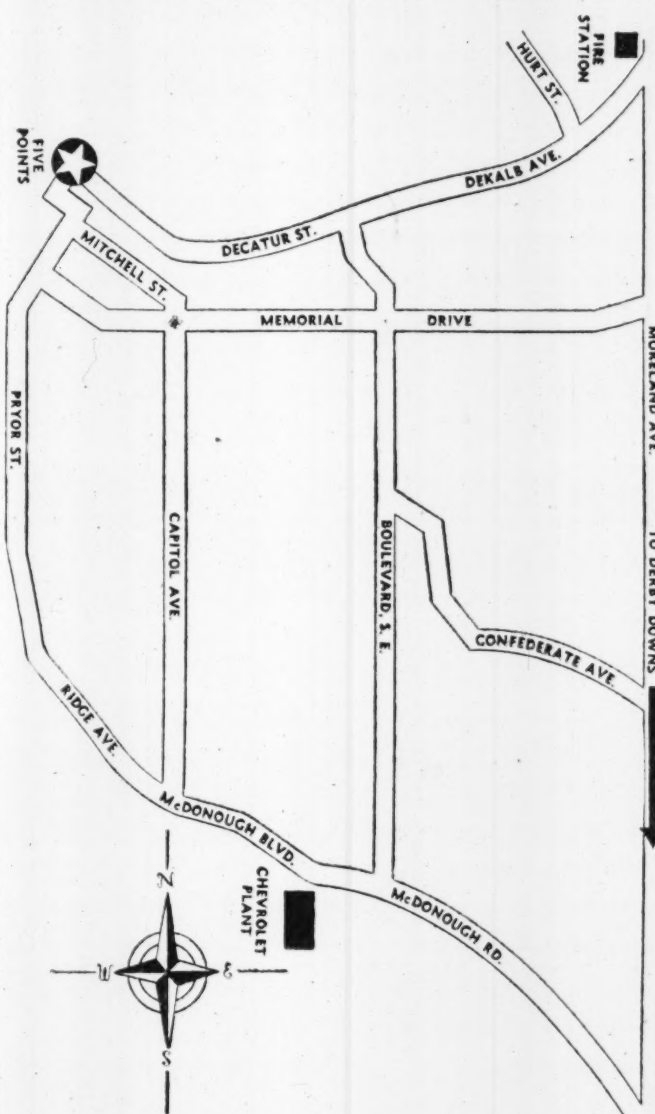 FIRE
STATION
HURT ST.
DEKALB AVE.
FIVE
POINTS
DECATUR ST.
MITCHELL ST.
MEMORIAL DRIVE
MORELAND AVE. TO DERBY DOWNS
PRYOR ST.
CAPITOL AVE.
BOULEVARD, S. E.
CONFEDERATE AVE.
RIDGE AVE.
McDONOUGH BLVD.
CHEVROLET
PLANT
McDONOUGH RD.
N
W
E
S